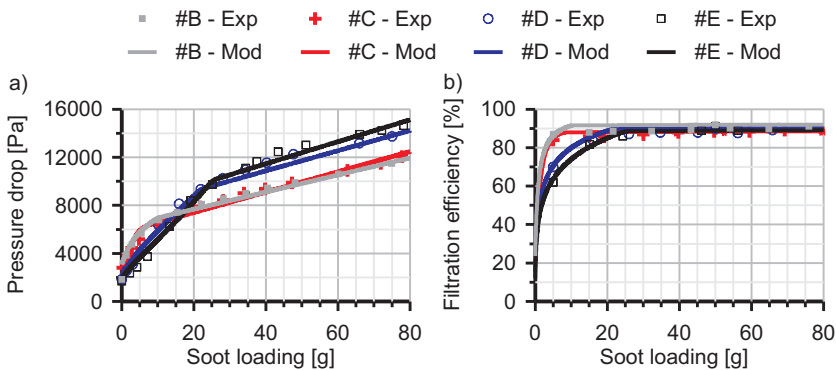 #B - Exp #C - Exp #D - Exp #E - Exp
#B - Mod #C - Mod #D - Mod #E - Mod
a)
16000
12000
8000
4000
0
0 20 40 60 80
Pressure drop [Pa]
Soot loading [g]
b)
100
80
60
40
20
0
0 20 40 60 80
Filtration efficiency [%]
Soot loading [g]